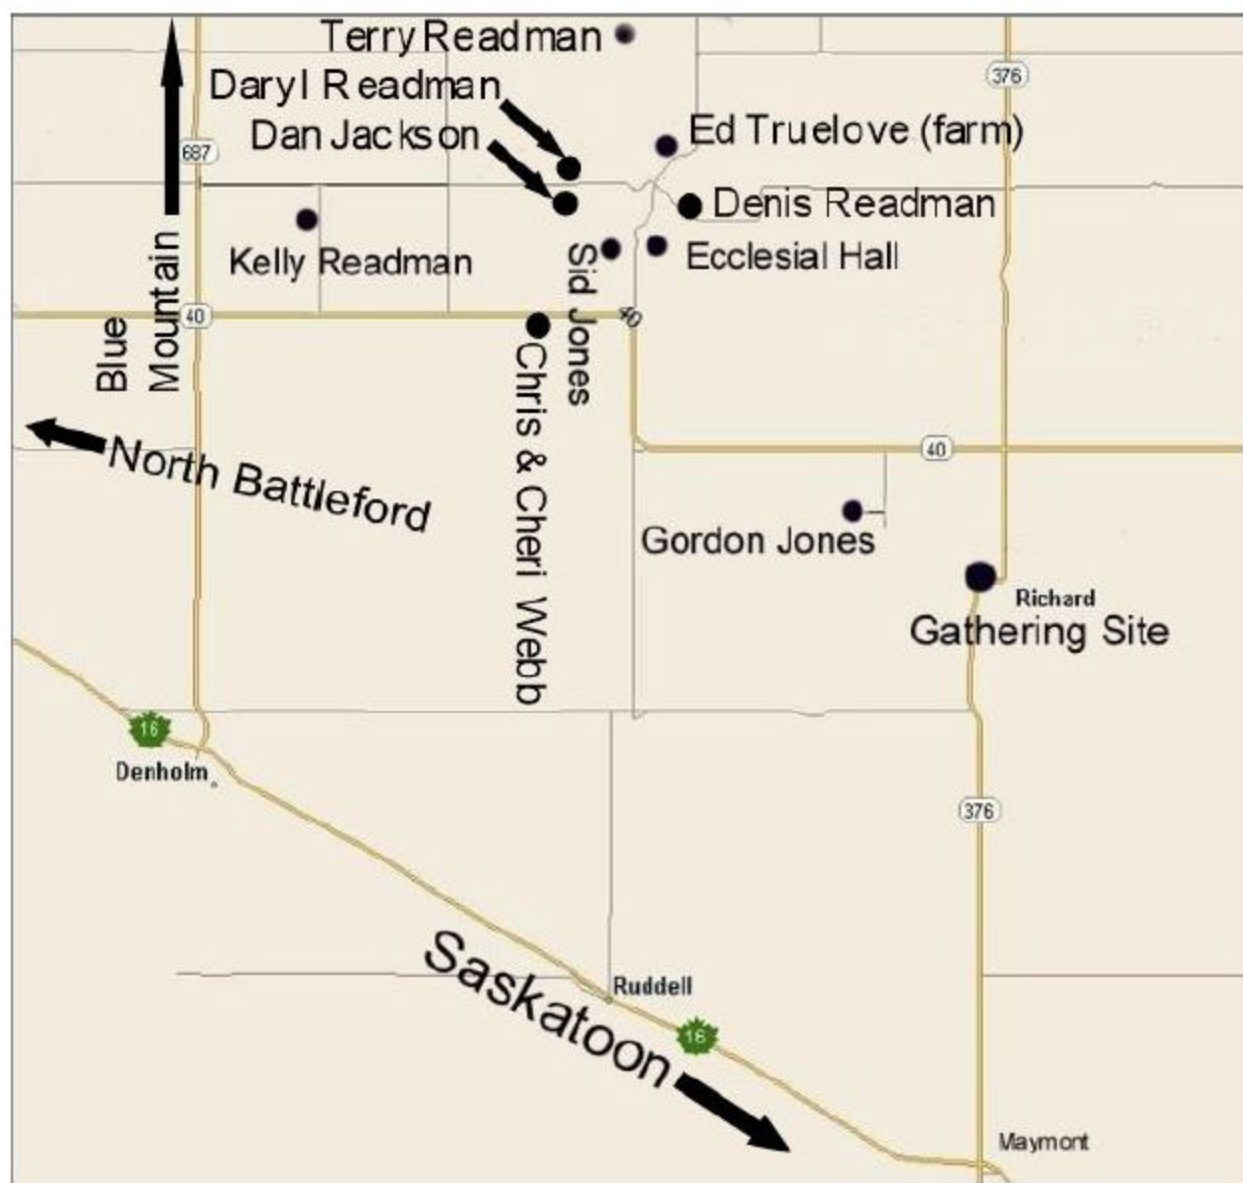 Terry Readman
376
Daryl Readman
Dan Jackson
Ed Truelove (farm)
687
Denis Readman
Kelly Readman
Sid Jones
Ecclesial Hall
40
40
Blue
Mountain
Chris & Cheri Webb
North Battleford
40
Gordon Jones
Richard
Gathering Site
16
Denholm
376
Saskatoon
Ruddell
16
Maymont